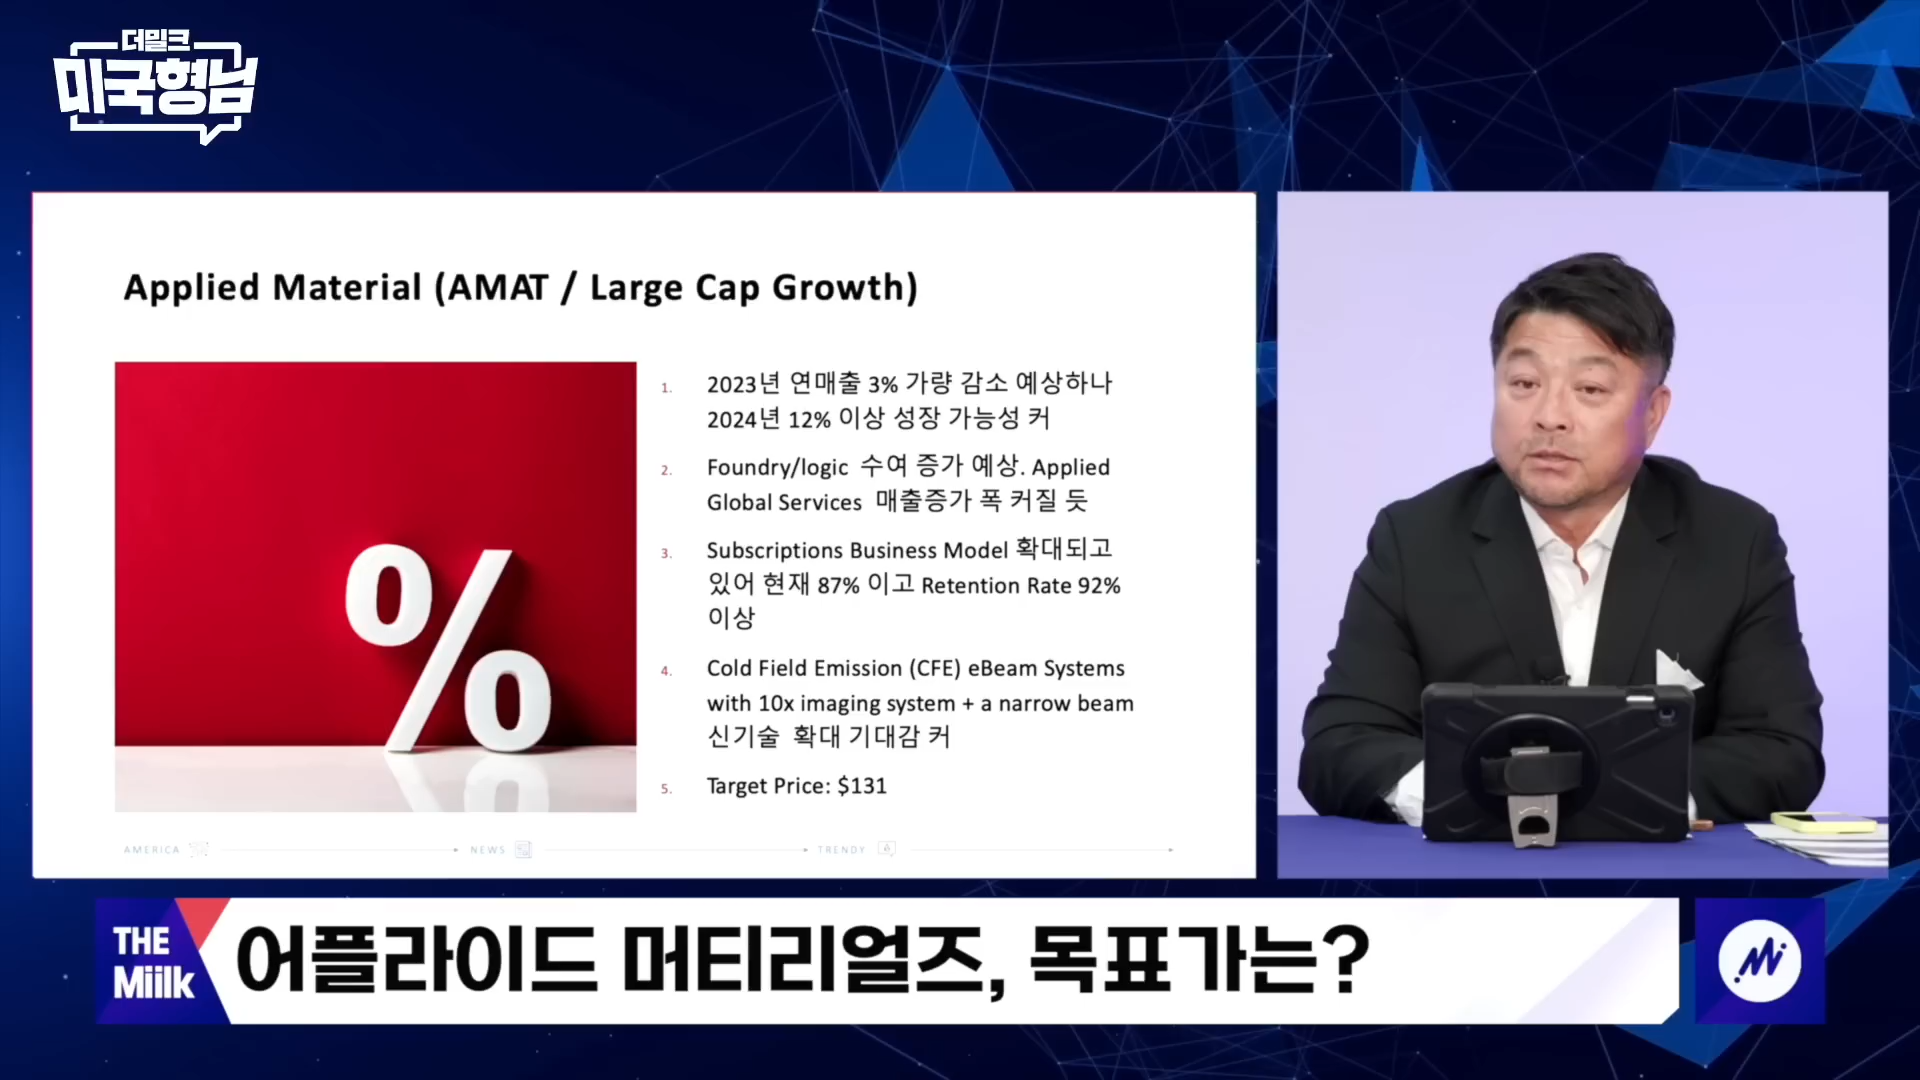 더밀크
미국형님
Applied Material (AMAT / Large Cap Growth)
%
1. 2023년 연매출 3% 가량 감소 예상하나
2024년 12% 이상 성장 가능성 커
2. Foundry/logic 수여 증가 예상. Applied
Global Services 매출증가 폭 커질 듯
3. Subscriptions Business Model 확대되고
있어 현재 87% 이고 Retention Rate 92%
이상
4. Cold Field Emission (CFE) eBeam Systems
with 10x imaging system + a narrow beam
신기술 확대 기대감 커
5. Target Price: $131
AMERICA NEWS TRENDY
THE
Miilk
어플라이드 머티리얼즈, 목표가는?